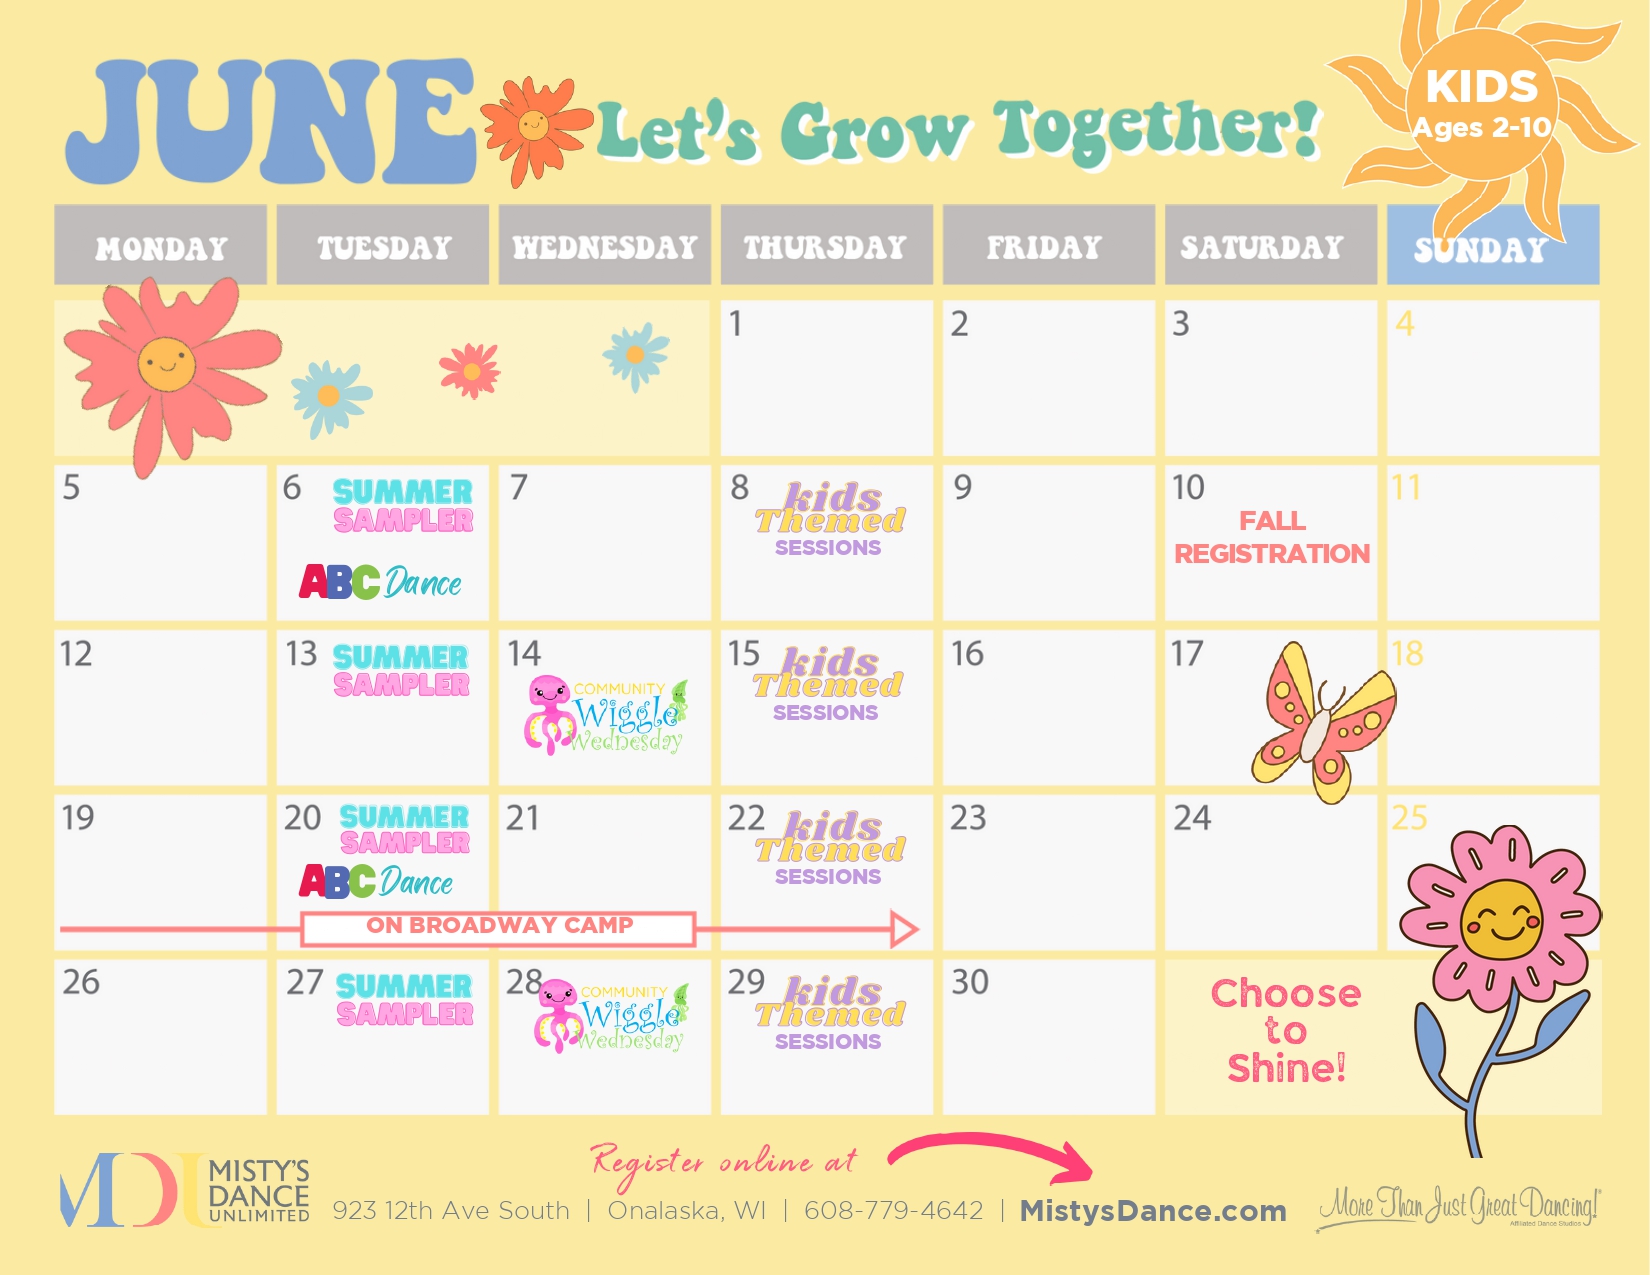 JUNE
Let's Grow Together!
KIDS
Ages 2-10
MONDAY TUESDAY WEDNESDAY THURSDAY FRIDAY SATURDAY SUNDAY
1 2 3 4
5 6 7 8 9 10 11
SUMMER
SAMPLER
ABC Dance
kids
Themed
SESSIONS
FALL
REGISTRATION
12 13 14 15 16 17 18
SUMMER
SAMPLER
COMMUNITY
Wiggle
Wednesday
kids
Themed
SESSIONS
19 20 21 22 23 24 25
SUMMER
SAMPLER
ABC Dance
kids
Themed
SESSIONS
ON BROADWAY CAMP
26 27 28 29 30
SUMMER
SAMPLER
COMMUNITY
Wiggle
Wednesday
kids
Themed
SESSIONS
Choose
to
Shine!
Register online at
MDU
MISTY'S
DANCE
UNLIMITED
923 12th Ave South | Onalaska, WI | 608-779-4642 | MistysDance.com
More Than Just Great Dancing!®
Affiliated Dance Studios